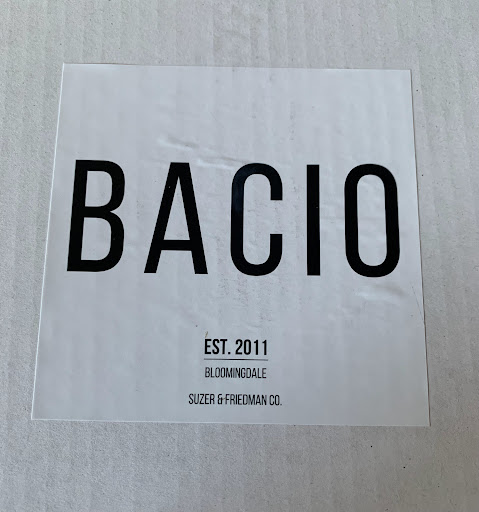 BACIO
EST. 2011
BLOOMINGDALE
SUZER & FRIEDMAN CO.